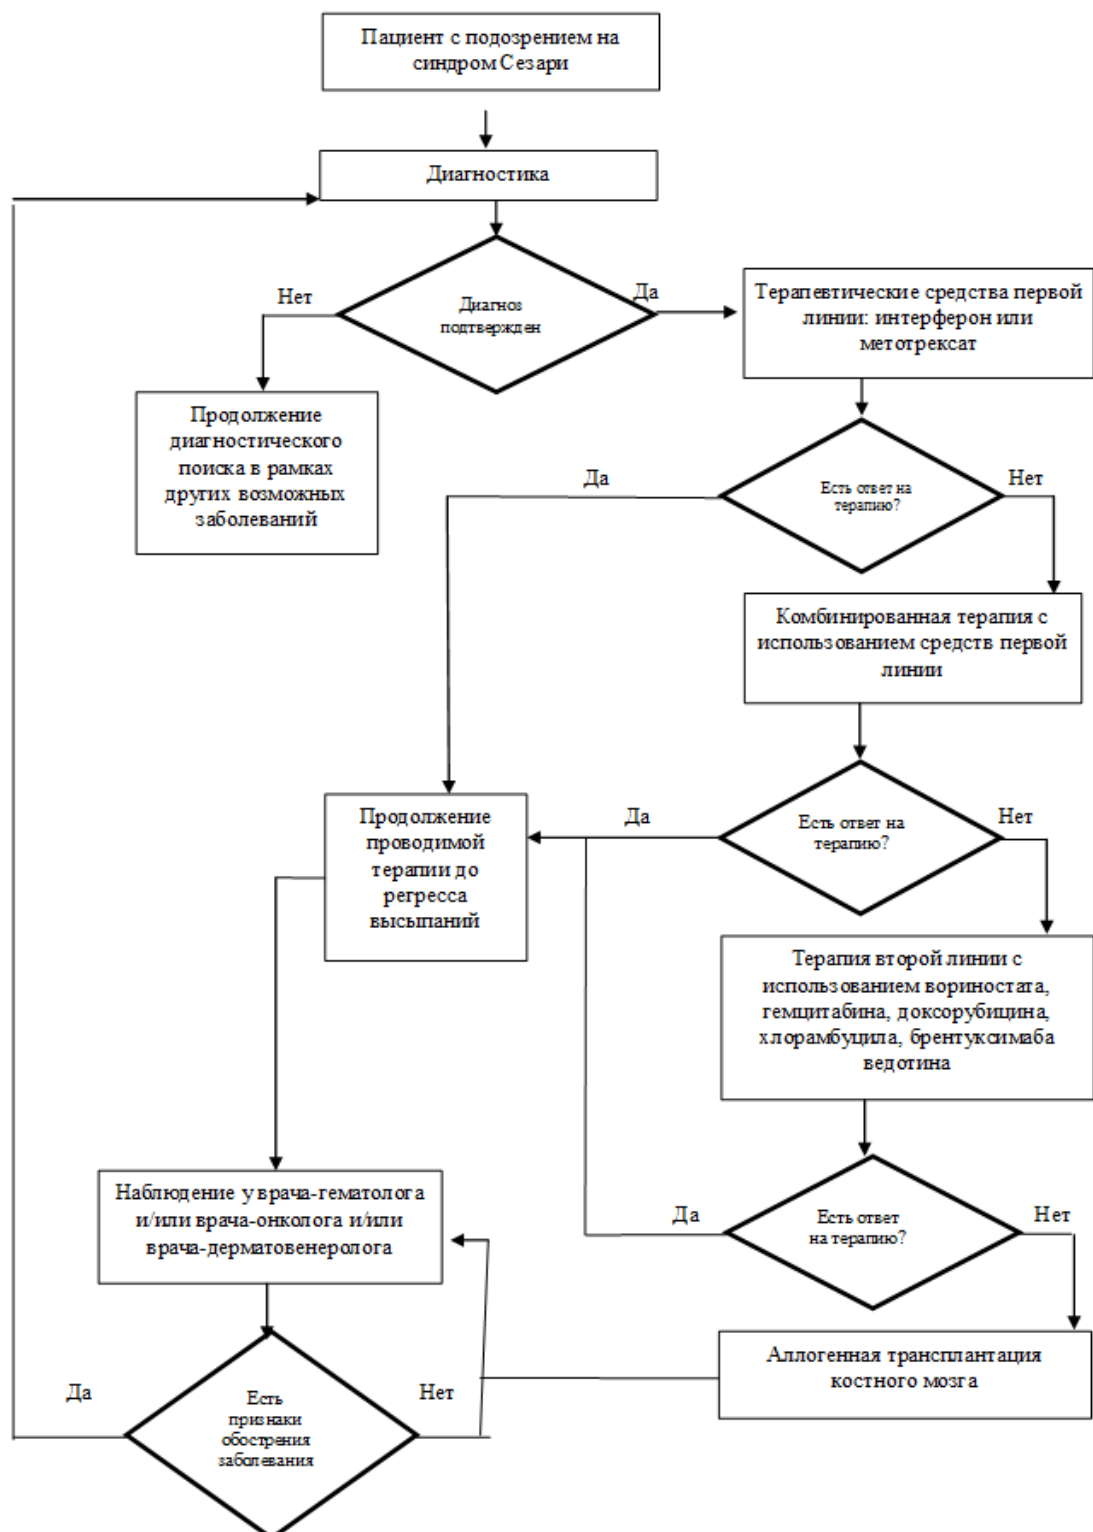 Пациент с подозрением на
синдром Сезари
Диагностика
Нет
Диагноз
подтвержден
Да
Терапевтические средства первой
линии: интерферон или
метотрексат
Продолжение
диагностического
поиска в рамках
других возможных
заболеваний
Да
Есть ответ на
терапию?
Нет
Комбинированная терапия с
использованием средств первой
линии
Продолжение
проводимой
терапии до
регресса
высыпаний
Да
Есть ответ на
терапию?
Нет
Терапия второй линии с
использованием вориностата,
гемцитабина, доксорубицина,
хлорамбуцила, брентуксимаба
ведотина
Наблюдение у врача-гематолога
и/или врача-онколога и/или
врача-дерматовенеролога
Да
Есть ответ
на терапию?
Нет
Аллогенная трансплантация
костного мозга
Да
Есть
признаки
обострения
заболевания
Нет